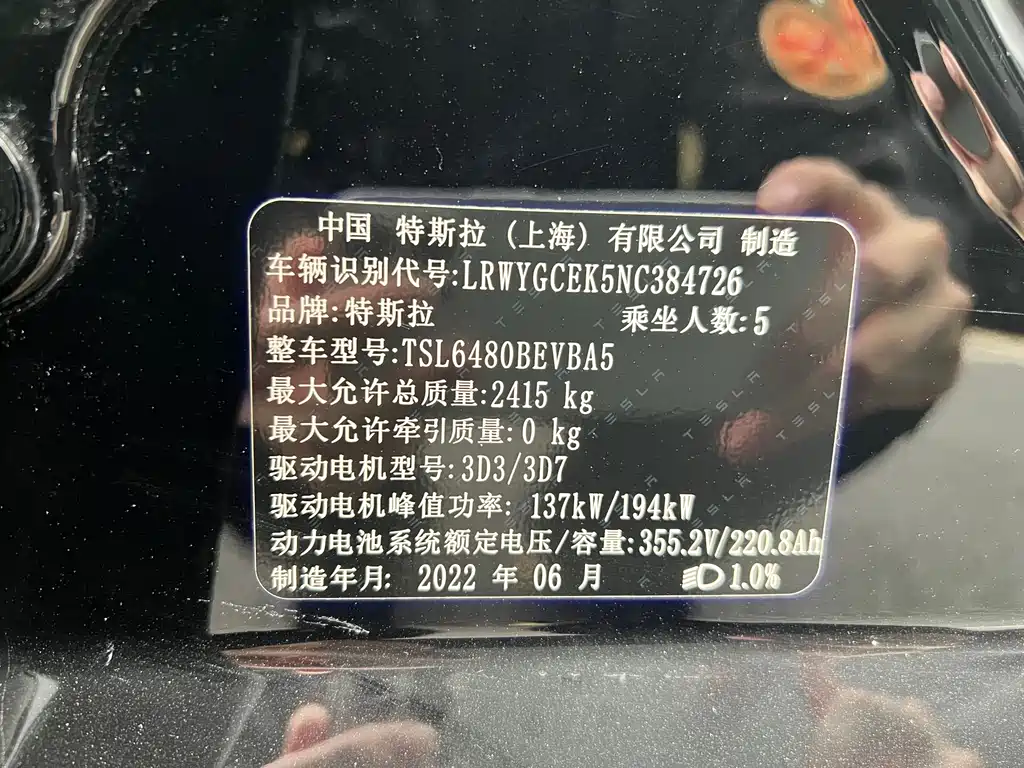 中国 特斯拉 (上海) 有限公司 制造
车辆识别代号:LRWYGCEK5NC384726
品牌:特斯拉 乘坐人数:5
整车型号:TSL6480BEVBA5
最大允许总质量:2415 kg
最大允许牵引质量:0 kg
驱动电机型号:3D3/3D7
驱动电机峰值功率: 137kW/194kW
动力电池系统额定电压/容量:355.2V/220.8Ah
制造年月: 2022 年 06 月 1.0%
TESLA